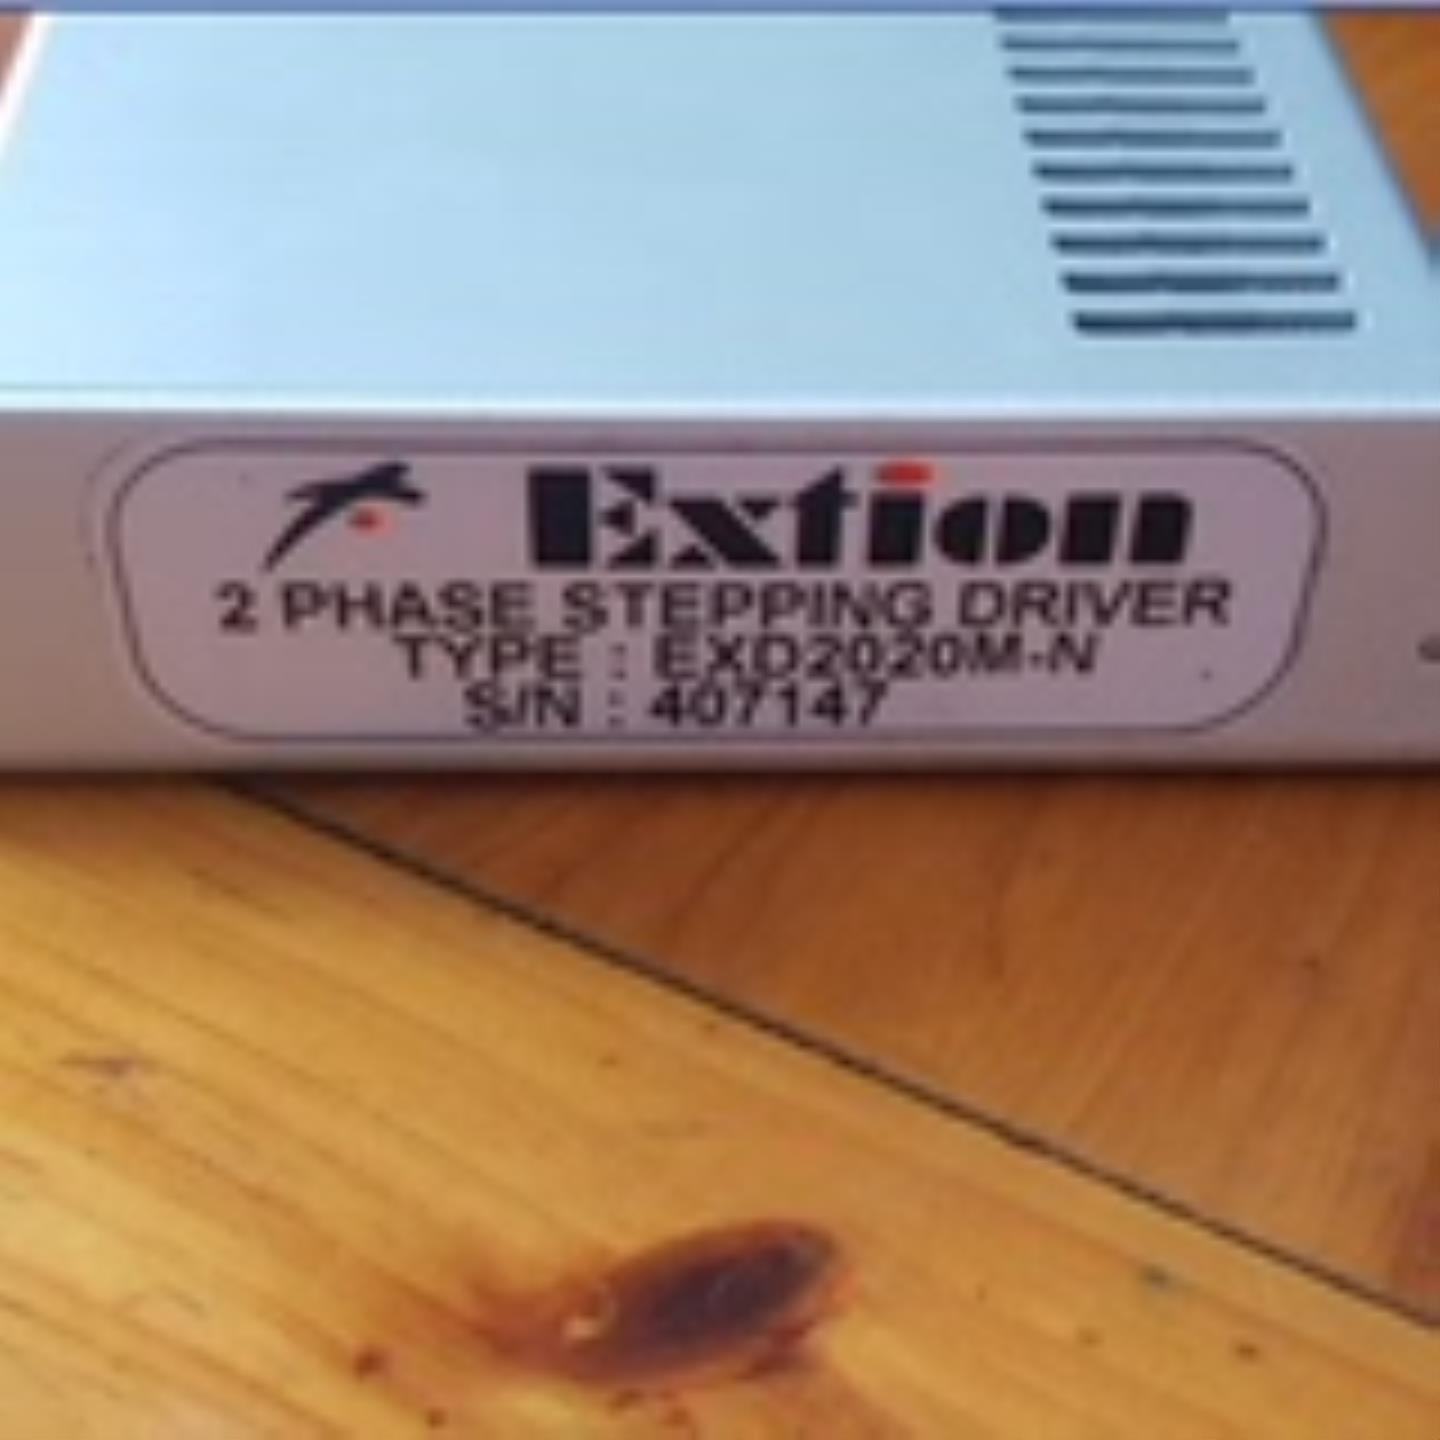 Extion
2 PHASE STEPPING DRIVER
TYPE : EXD2020M-N
S/N : 407147